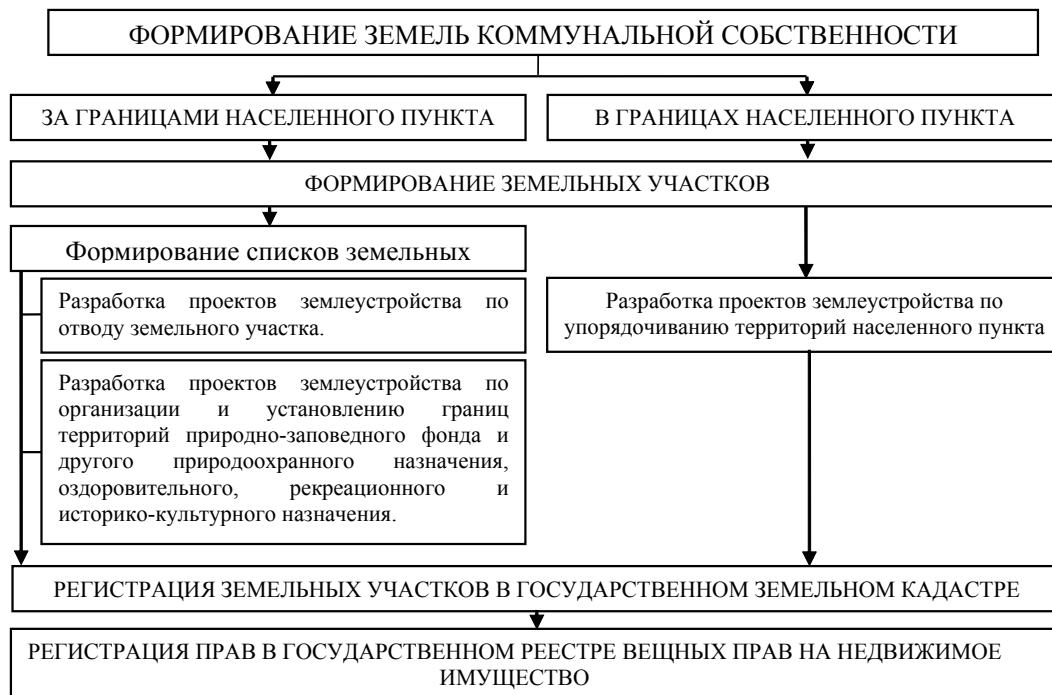 ФОРМИРОВАНИЕ ЗЕМЕЛЬ КОММУНАЛЬНОЙ СОБСТВЕННОСТИ
ЗА ГРАНИЦАМИ НАСЕЛЕННОГО ПУНКТА
В ГРАНИЦАХ НАСЕЛЕННОГО ПУНКТА
ФОРМИРОВАНИЕ ЗЕМЕЛЬНЫХ УЧАСТКОВ
Формирование списков земельных
Разработка проектов землеустройства по
отводу земельного участка.
Разработка проектов землеустройства по
упорядочиванию территорий населенного пункта
Разработка проектов землеустройства по
организации и установлению границ
территорий природно-заповедного фонда и
другого природоохранного назначения,
оздоровительного, рекреационного и
историко-культурного назначения.
РЕГИСТРАЦИЯ ЗЕМЕЛЬНЫХ УЧАСТКОВ В ГОСУДАРСТВЕННОМ ЗЕМЕЛЬНОМ КАДАСТРЕ
РЕГИСТРАЦИЯ ПРАВ В ГОСУДАРСТВЕННОМ РЕЕСТРЕ ВЕЩНЫХ ПРАВ НА НЕДВИЖИМОЕ
ИМУЩЕСТВО